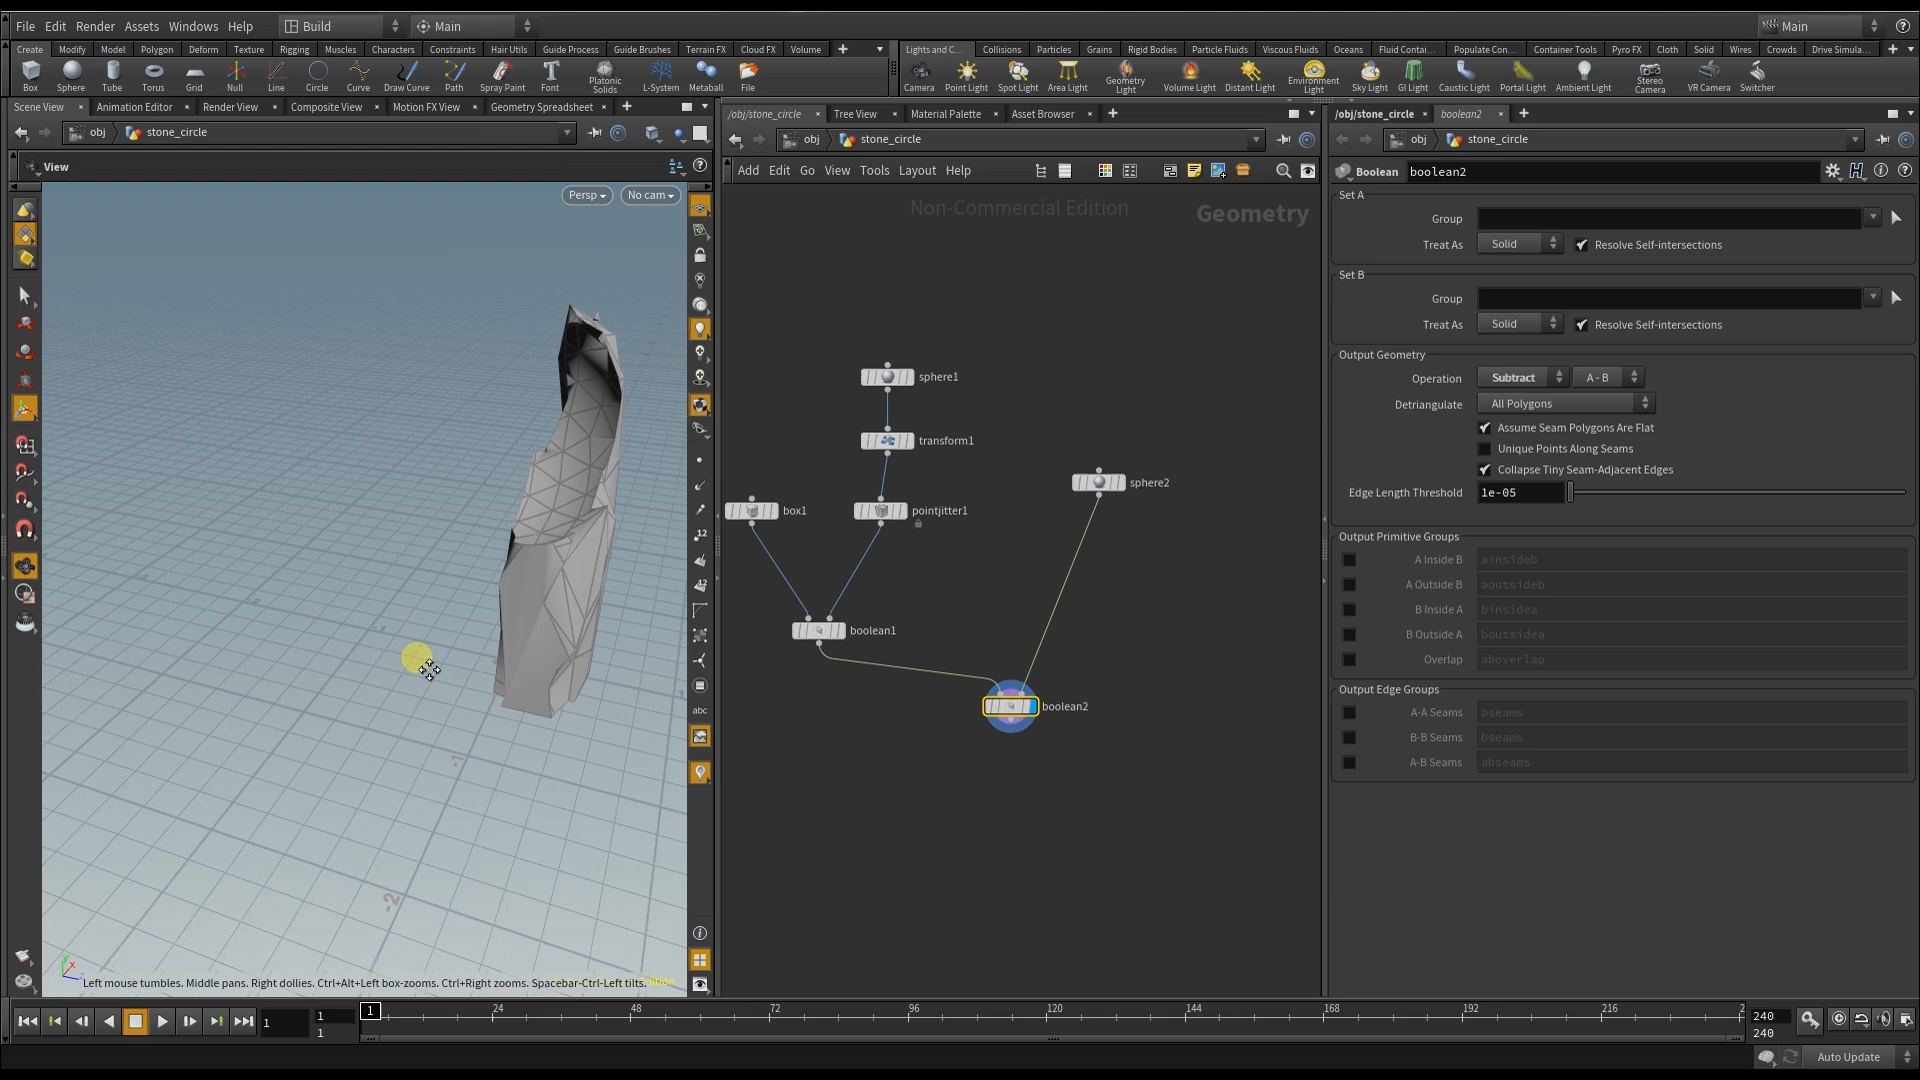 File Edit Render Assets Windows Help Build Main Main
Create Modify Model Polygon Deform Texture Rigging Muscles Characters Constraints Hair Utils Guide Process Guide Brushes Terrain FX Cloud FX Volume
Lights and C... Collisions Particles Grains Rigid Bodies Particle Fluids Viscous Fluids Oceans Fluid Contai... Populate Con... Container Tools Pyro FX Cloth Solid Wires Crowds Drive Simula...
Box Sphere Tube Torus Grid Null Line Circle Curve Draw Curve Path Spray Paint Font Platonic Solids L-System Metaball File
Camera Point Light Spot Light Area Light Geometry Light Volume Light Distant Light Environment Light Sky Light GI Light Caustic Light Portal Light Ambient Light Stereo Camera VR Camera Switcher
Scene View Animation Editor Render View Composite View Motion FX View Geometry Spreadsheet
/obj/stone_circle Tree View Material Palette Asset Browser
/obj/stone_circle boolean2
obj stone_circle
obj stone_circle
obj stone_circle
View
Add Edit Go View Tools Layout Help
Boolean boolean2
Persp No cam
Non-Commercial Edition
Geometry
sphere1
transform1
sphere2
box1
pointjitter1
boolean1
boolean2
Set A
Group
Treat As Solid Resolve Self-intersections
Set B
Group
Treat As Solid Resolve Self-intersections
Output Geometry
Operation Subtract A - B
Detriangulate All Polygons
Assume Seam Polygons Are Flat
Unique Points Along Seams
Collapse Tiny Seam-Adjacent Edges
Edge Length Threshold 1e-05
Output Primitive Groups
A Inside B ainsideb
A Outside B aoutsideb
B Inside A binsidea
B Outside A boutsidea
Overlap aboverlap
Output Edge Groups
A-A Seams aseams
B-B Seams bseams
A-B Seams abseams
12
12
abc
-1
-2
Left mouse tumbles. Middle pans. Right dollies. Ctrl+Alt+Left box-zooms. Ctrl+Right zooms. Spacebar-Ctrl-Left tilts.
1 1 1 24 48 72 96 120 144 168 192 216 2 240
1 240
Auto Update